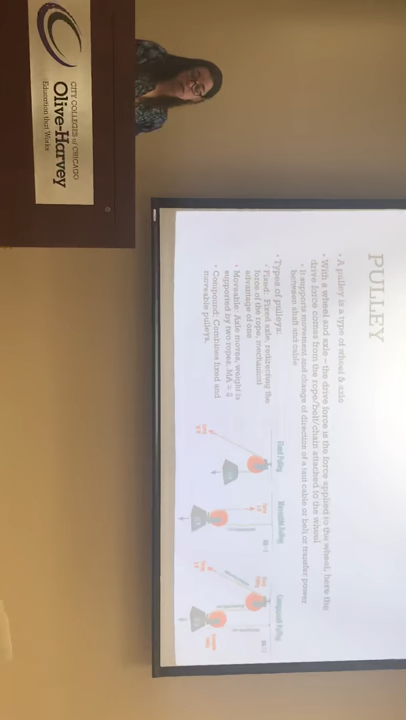 CITY COLLEGES of CHICAGO
Olive-Harvey
Education that Works
PULLEY
• A pulley is a type of wheel & axle
• With a wheel and axle – the drive force is the force applied to the wheel, here the
drive force comes from the rope/belt/chain attached to the wheel
• It supports movement and change of direction of a taut cable or belt or transfer power
between shaft and cable
• Types of pulleys:
• Fixed: Fixed axle, redirecting the
force of the rope, mechanical
advantage of one
• Moveable: Axle moves, weight is
supported by two ropes, MA = 2
• Compound: Combines fixed and
moveable pulleys.
Fixed Pulley
Moveable Pulley
Compound Pulley